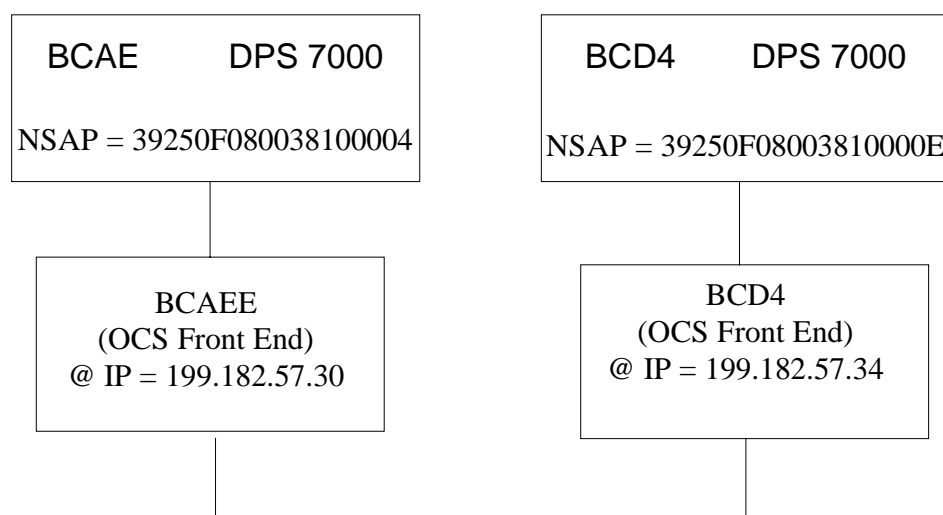 BCAE DPS 7000
NSAP = 39250F080038100004
BCD4 DPS 7000
NSAP = 39250F08003810000E
BCAEE
(OCS Front End)
@ IP = 199.182.57.30
BCD4
(OCS Front End)
@ IP = 199.182.57.34